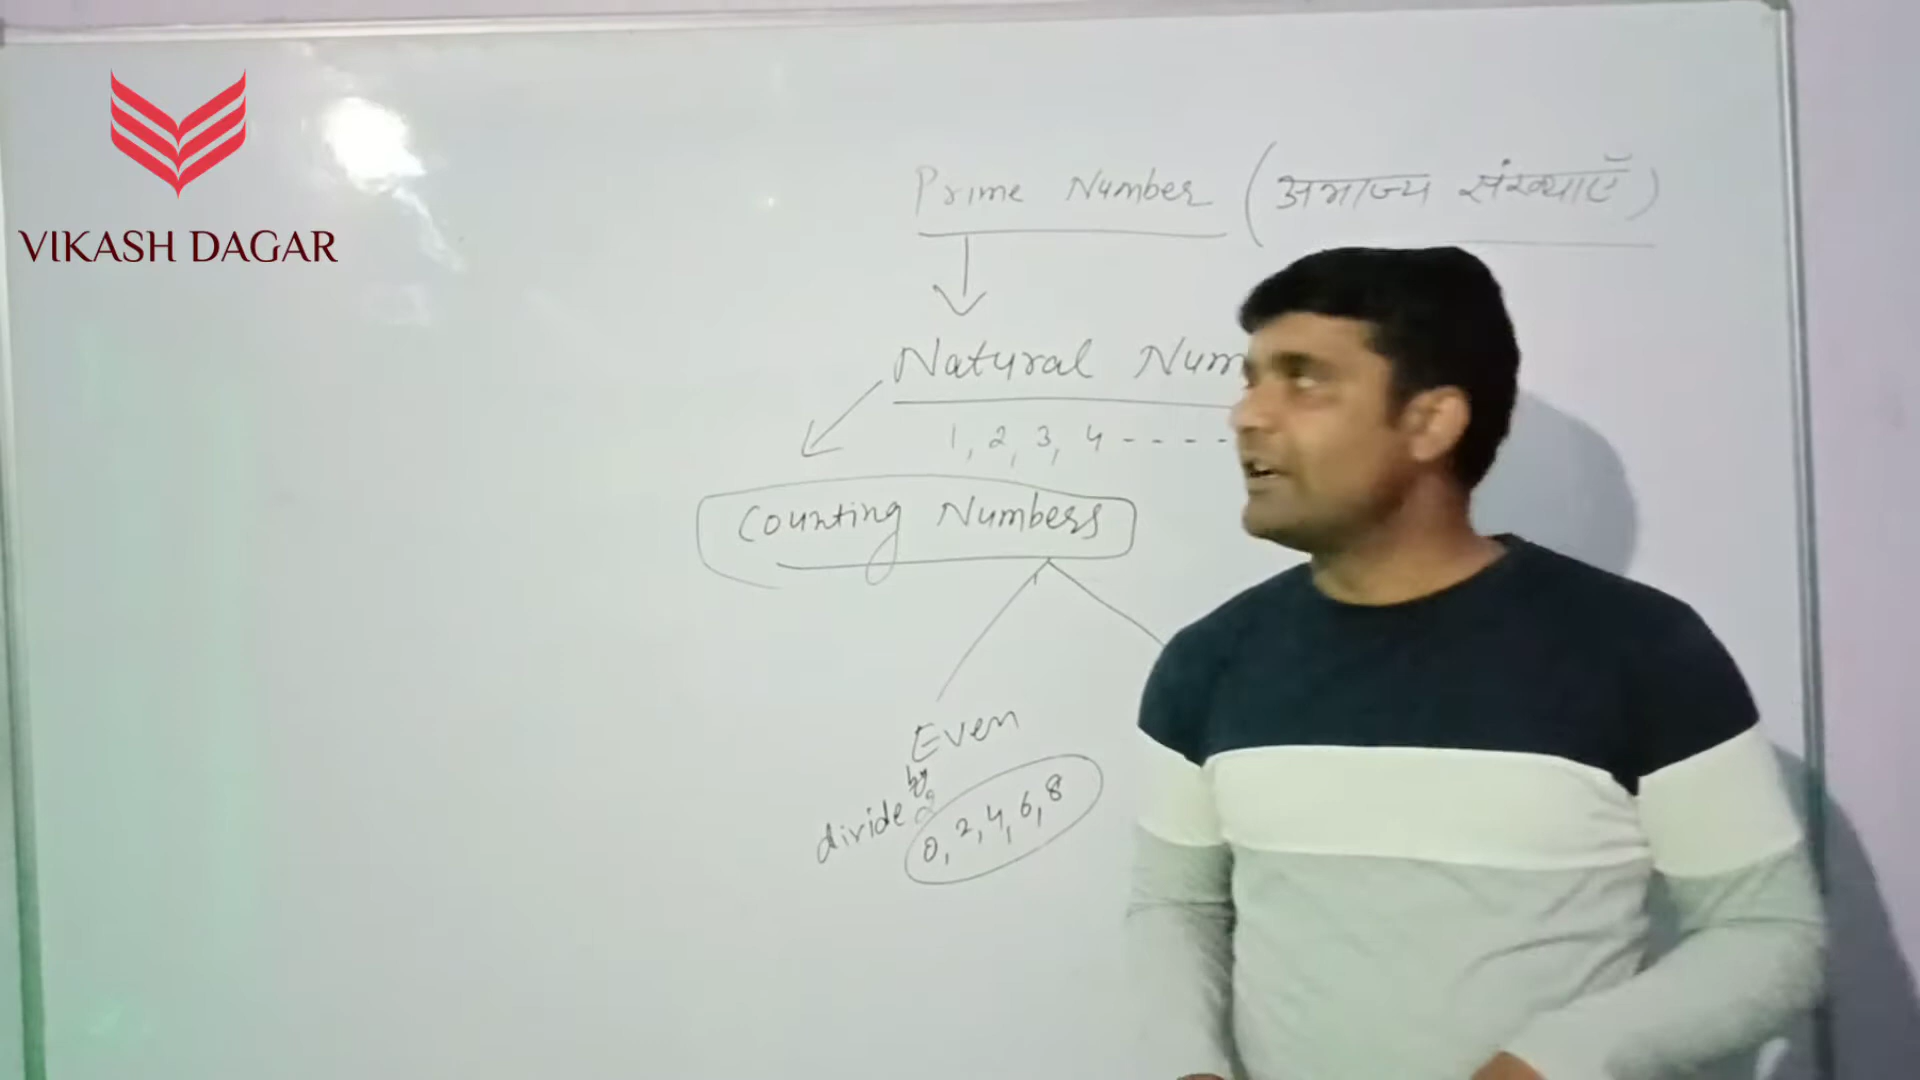 VIKASH DAGAR
Prime Number (अभाज्य संख्याएँ)
Natural Num
1, 2, 3, 4 - - - -
Counting Numbers
Even
divide by 2
0, 2, 4, 6, 8